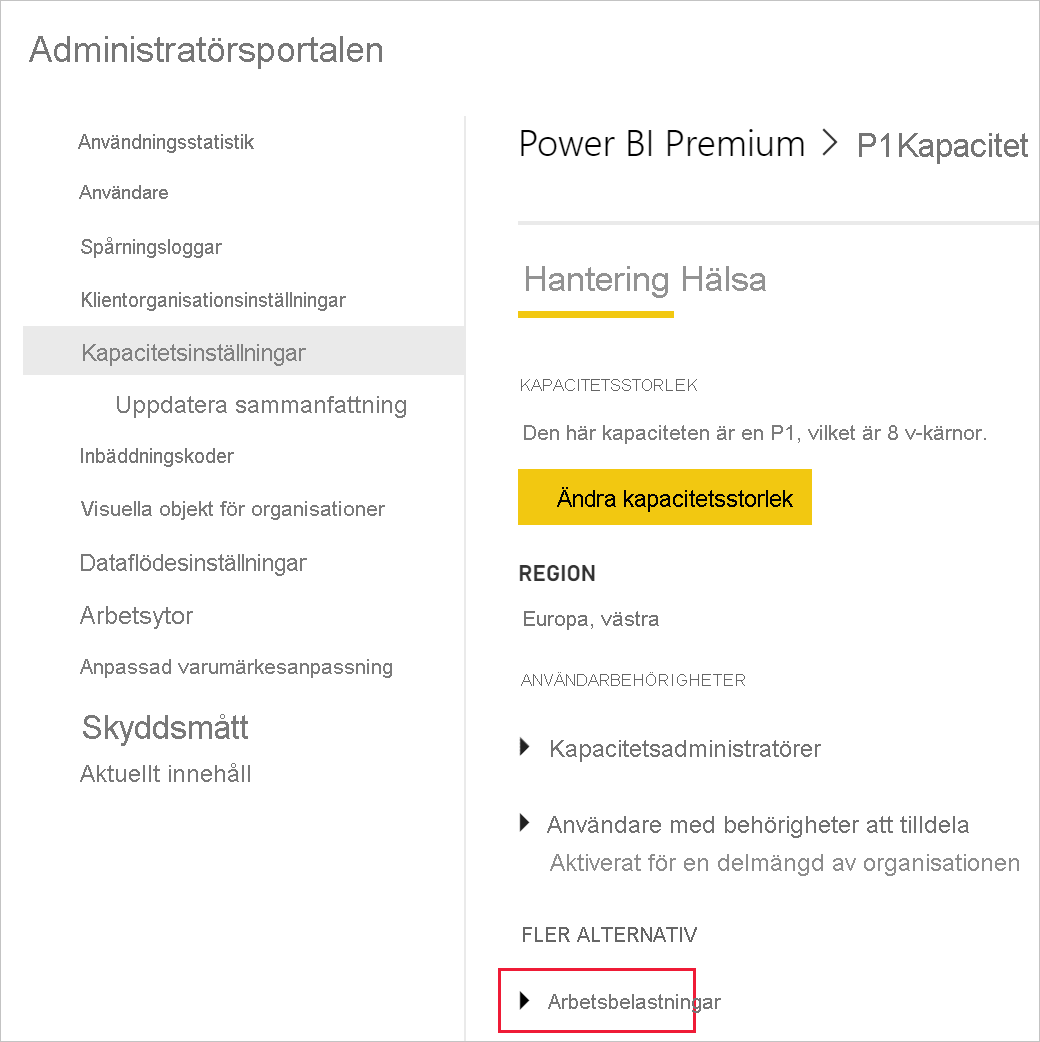 Administratörsportalen
Användningsstatistik
Användare
Spårningsloggar
Klientorganisationsinställningar
Kapacitetsinställningar
Uppdatera sammanfattning
Inbäddningskoder
Visuella objekt för organisationer
Dataflödesinställningar
Arbetsytor
Anpassad varumärkesanpassning
Skyddsmått
Aktuellt innehåll
Power BI Premium > P1Kapacitet
Hantering Hälsa
KAPACITETSSTORLEK
Den här kapaciteten är en P1, vilket är 8 v-kärnor.
Ändra kapacitetsstorlek
REGION
Europa, västra
ANVÄNDARBEHÖRIGHETER
Kapacitetsadministratörer
Användare med behörigheter att tilldela
Aktiverat för en delmängd av organisationen
FLER ALTERNATIV
Arbetsbelastningar